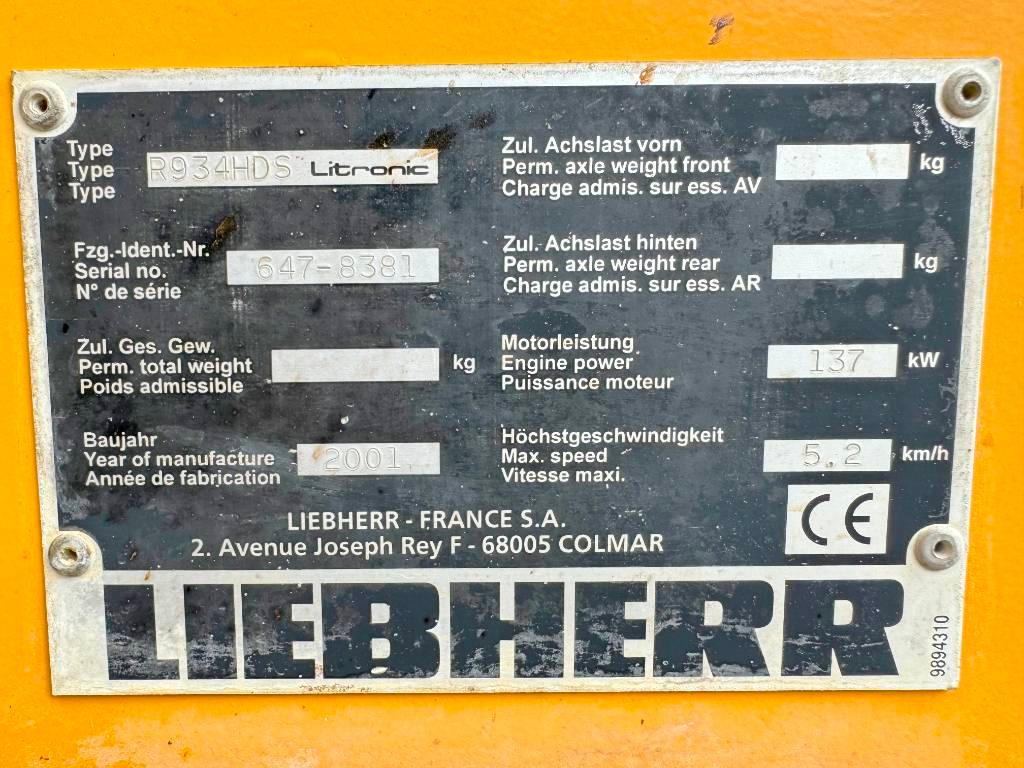 Type
Type R934HDS Litronic
Type
Fzg.-Ident.-Nr.
Serial no. 647-8381
N° de série
Zul. Ges. Gew.
Perm. total weight kg
Poids admissible
Baujahr
Year of manufacture 2001
Année de fabrication
Zul. Achslast vorn
Perm. axle weight front kg
Charge admis. sur ess. AV
Zul. Achslast hinten
Perm. axle weight rear kg
Charge admis. sur ess. AR
Motorleistung
Engine power 137 kW
Puissance moteur
Höchstgeschwindigkeit
Max. speed 5.2 km/h
Vitesse maxi.
CE
LIEBHERR - FRANCE S.A.
2. Avenue Joseph Rey F - 68005 COLMAR
LIEBHERR
9894310